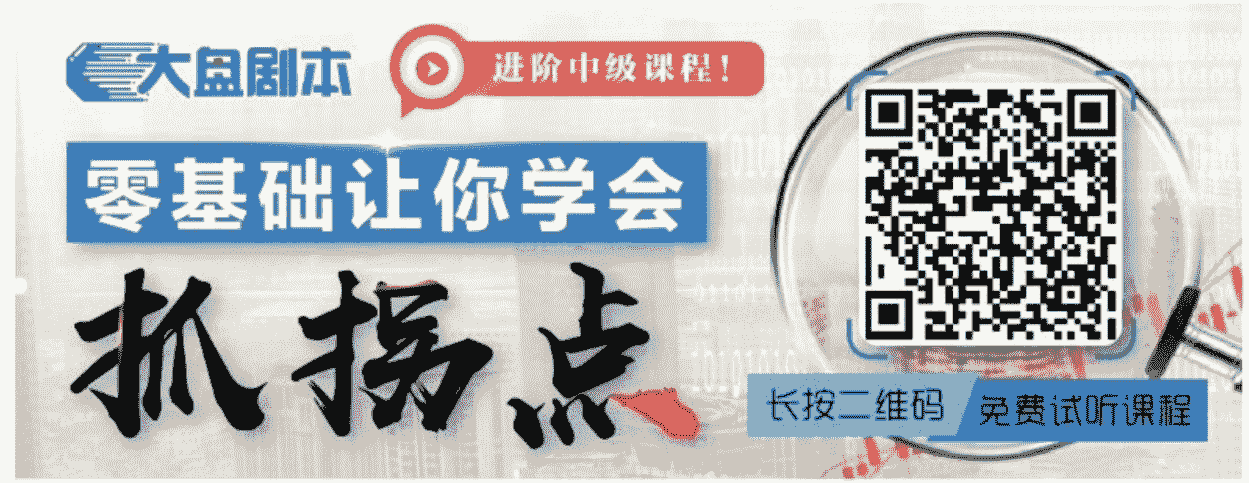 大盘剧本
进阶中级课程！
零基础让你学会
抓拐点
长按二维码
免费试听课程